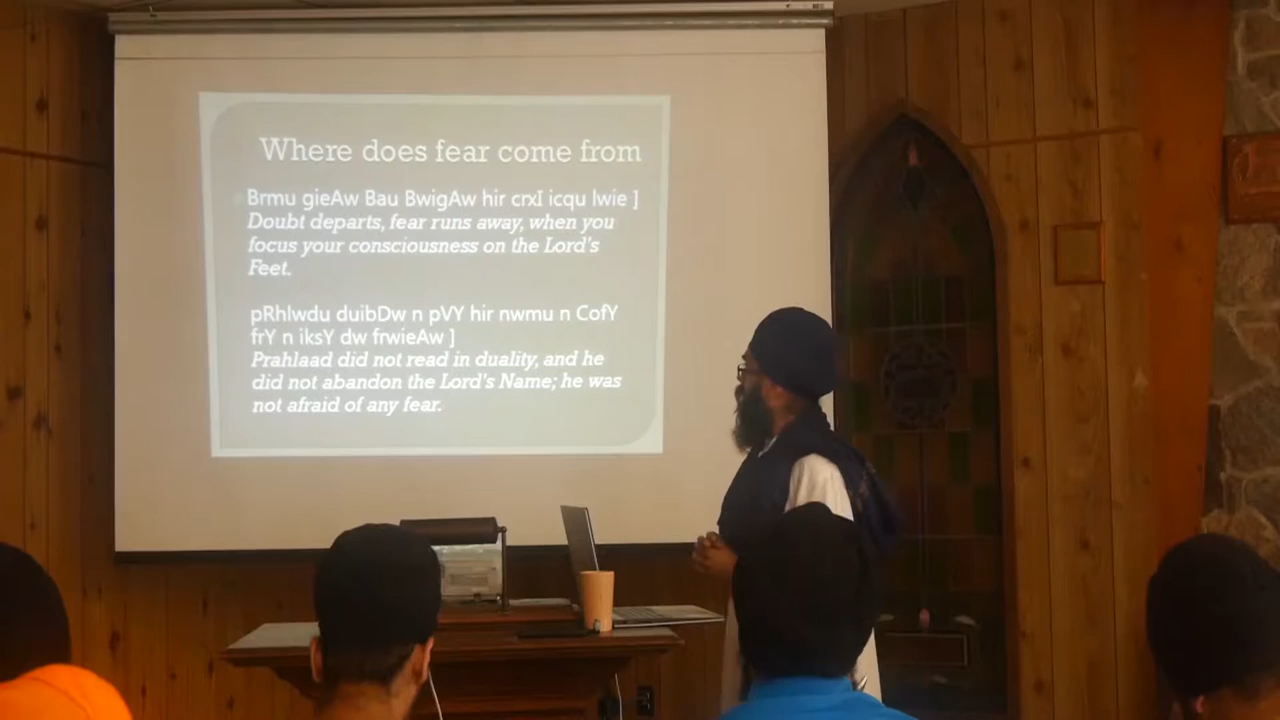 Where does fear come from
Brmu gieAw Bau BwigAw hir crxI icqu lwie ]
Doubt departs, fear runs away, when you
focus your consciousness on the Lord's
Feet.
pRhlwdu duibDw n pVY hir nwmu n CofY
frY n iksY dw frwieAw ]
Prahlaad did not read in duality, and he
did not abandon the Lord's Name; he was
not afraid of any fear.